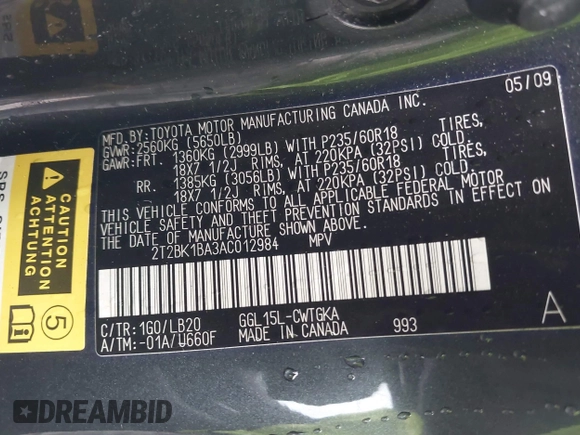 MFD.BY:TOYOTA MOTOR MANUFACTURING CANADA INC. 05/09
GVWR:2560KG (5650LB)
GAWR:FRT. 1360KG (2999LB) WITH P235/60R18 TIRES,
18X7 1/2J RIMS, AT 220KPA (32PSI) COLD.
RR. 1385KG (3056LB) WITH P235/60R18 TIRES,
18X7 1/2J RIMS, AT 220KPA (32PSI) COLD.
THIS VEHICLE CONFORMS TO ALL APPLICABLE FEDERAL MOTOR
VEHICLE SAFETY AND THEFT PREVENTION STANDARDS IN EFFECT ON
THE DATE OF MANUFACTURE SHOWN ABOVE.
2T2BK1BA3AC012984 MPV
C/TR:1G0/LB20 GGL15L-CWTGKA A
A/TM:-01A/U660F MADE IN CANADA 993
CAUTION
ATTENTION
5
DREAMBID